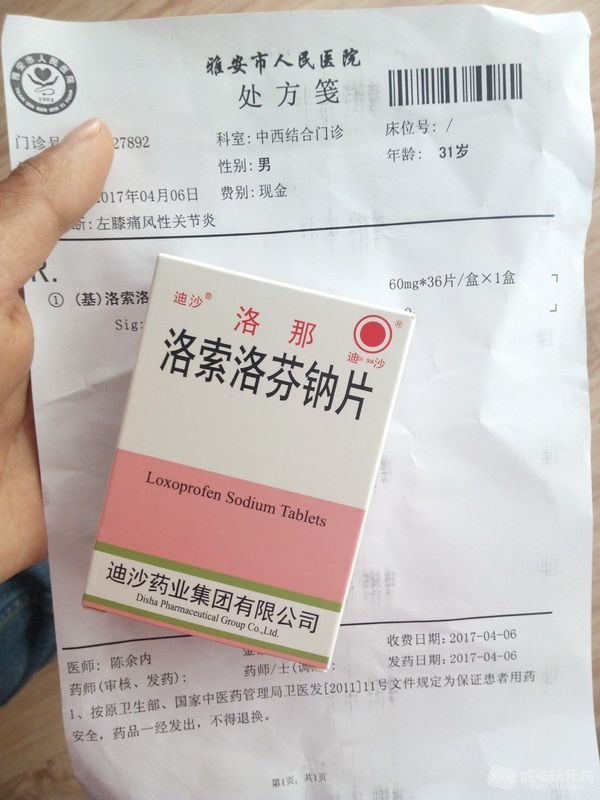 雅安市人民医院
处方笺
1984
门诊号 27892
科室: 中西结合门诊
床位号: /
性别: 男
年龄: 31岁
2017年04月06日
费别: 现金
断: 左膝痛风性关节炎
R.
① (基)洛索洛
60mg*36片/盒×1盒
Sig:
迪沙®
洛那
®
迪沙
洛索洛芬钠片
Loxoprofen Sodium Tablets
迪沙药业集团有限公司
Disha Pharmaceutical Group Co.,Ltd.
收费日期: 2017-04-06
医师: 陈余内
药师/士(调
发药日期: 2017-04-06
药师(审核、发药):
1、按原卫生部、国家中医药管理局卫医发[2011]11号文件规定为保证患者用药
安全, 药品一经发出, 不得退换。
第1页, 共1页